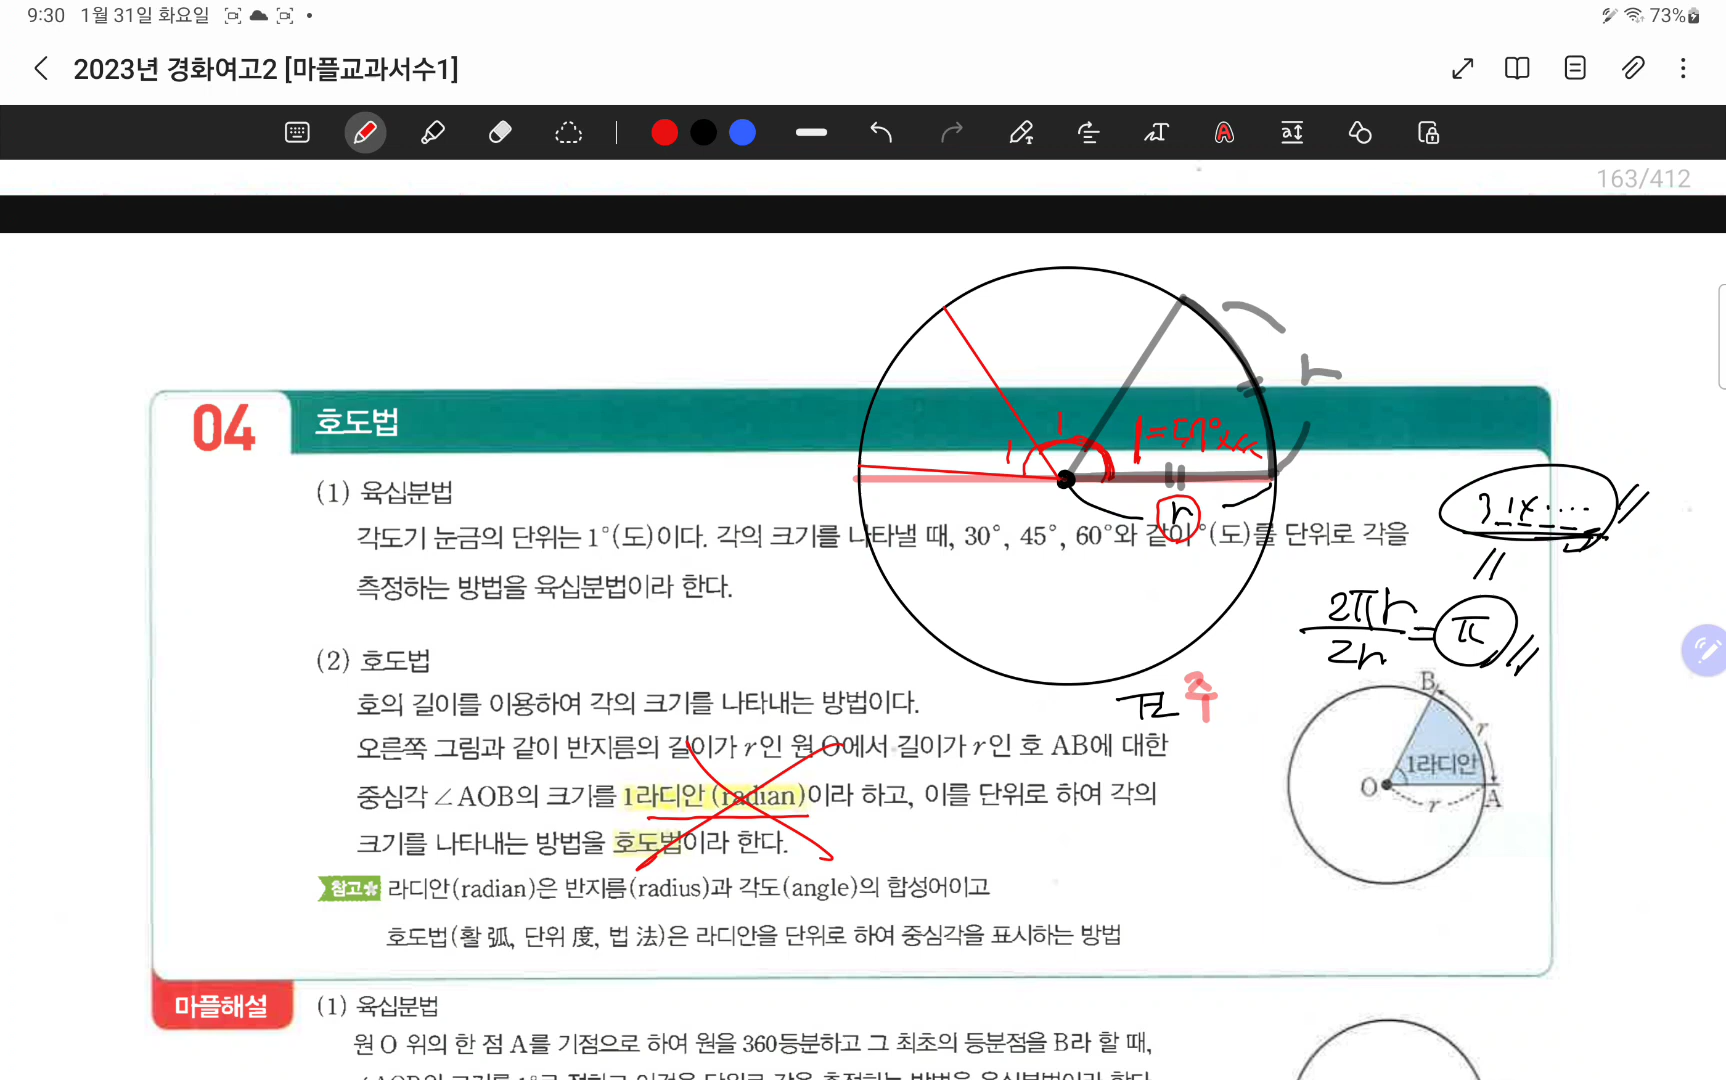 9:30 1월 31일 화요일
73%
2023년 경화여고2 [마플교과서수1]
163/412
04 호도법
r
1
1
1=57°xx
r
3.1x....
(1) 육십분법
각도기 눈금의 단위는 1°(도)이다. 각의 크기를 나타낼 때, 30°, 45°, 60°와 같이 °(도)를 단위로 각을
측정하는 방법을 육십분법이라 한다.
2πr/2r = π
(2) 호도법
호의 길이를 이용하여 각의 크기를 나타내는 방법이다.
오른쪽 그림과 같이 반지름의 길이가 r인 원 O에서 길이가 r인 호 AB에 대한
중심각 ∠AOB의 크기를 1라디안(radian)이라 하고, 이를 단위로 하여 각의
크기를 나타내는 방법을 호도법이라 한다.
B
r
1라디안
O
r
A
참고 라디안(radian)은 반지름(radius)과 각도(angle)의 합성어이고
호도법(활 弧, 단위 度, 법 法)은 라디안을 단위로 하여 중심각을 표시하는 방법
마플해설
(1) 육십분법
원 O 위의 한 점 A를 기점으로 하여 원을 360등분하고 그 최초의 등분점을 B라 할 때,